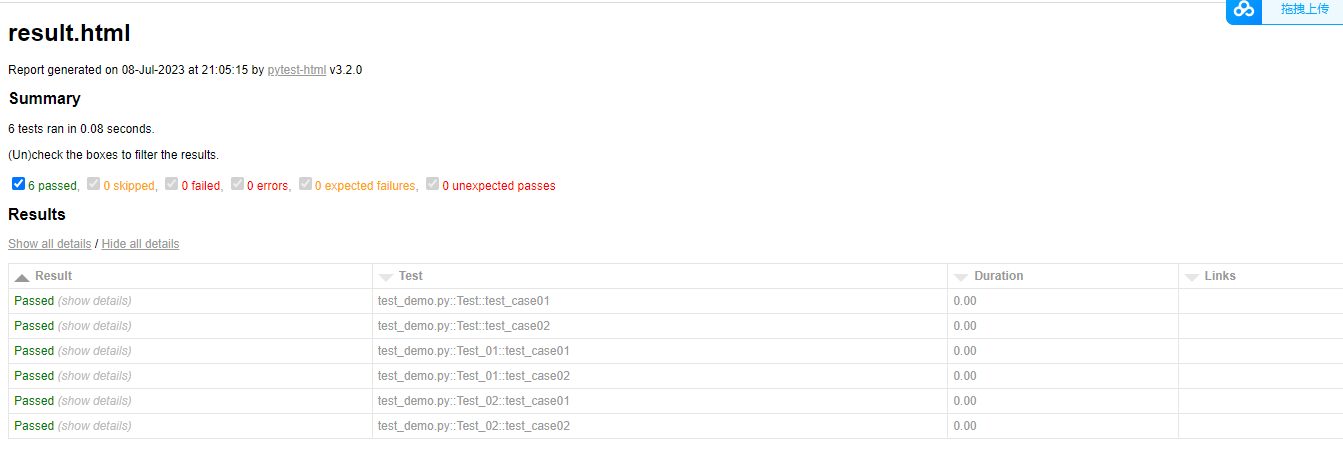 拖拽上传
result.html
Report generated on 08-Jul-2023 at 21:05:15 by pytest-html v3.2.0
Summary
6 tests ran in 0.08 seconds.
(Un)check the boxes to filter the results.
6 passed, 0 skipped, 0 failed, 0 errors, 0 expected failures, 0 unexpected passes
Results
Show all details / Hide all details
Result Test Duration Links
Passed (show details) test_demo.py::Test::test_case01 0.00
Passed (show details) test_demo.py::Test::test_case02 0.00
Passed (show details) test_demo.py::Test_01::test_case01 0.00
Passed (show details) test_demo.py::Test_01::test_case02 0.00
Passed (show details) test_demo.py::Test_02::test_case01 0.00
Passed (show details) test_demo.py::Test_02::test_case02 0.00